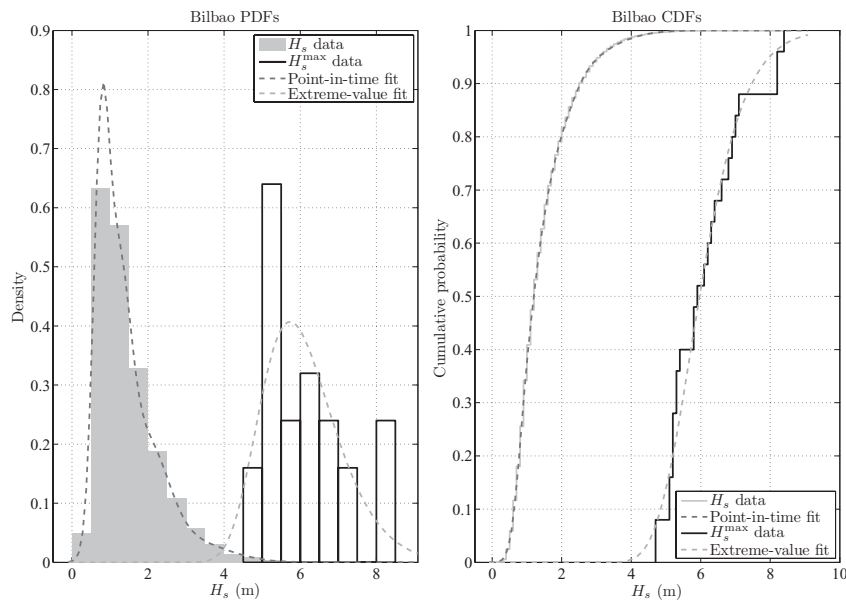 Bilbao PDFs
0.9
0.8
0.7
0.6
0.5
0.4
0.3
0.2
0.1
0
Density
0
2
4
6
8
H_s (m)
H_s data
H_s^max data
Point-in-time fit
Extreme-value fit
Bilbao CDFs
1
0.9
0.8
0.7
0.6
0.5
0.4
0.3
0.2
0.1
0
Cumulative probability
0
2
4
6
8
10
H_s (m)
H_s data
Point-in-time fit
H_s^max data
Extreme-value fit